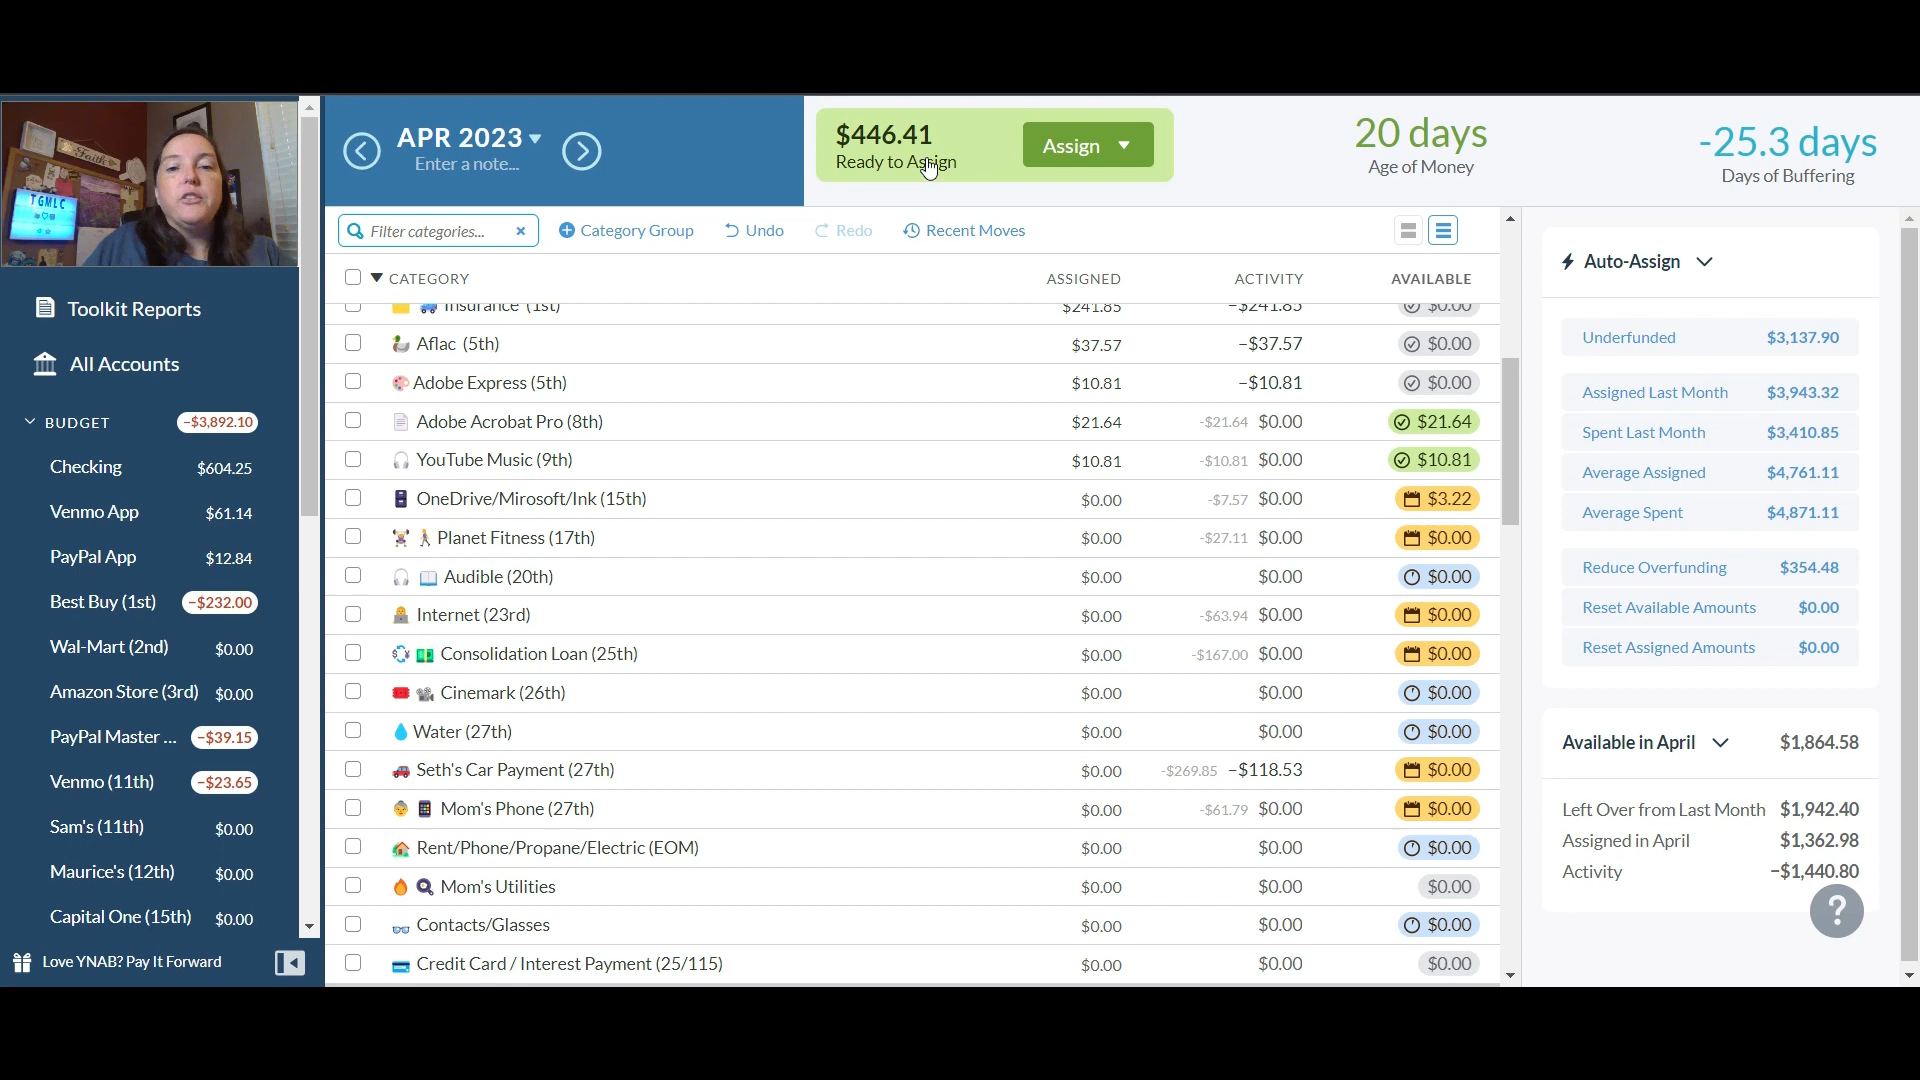 Faith
TGMLC
Toolkit Reports
All Accounts
BUDGET -$3,892.10
Checking $604.25
Venmo App $61.14
PayPal App $12.84
Best Buy (1st) -$232.00
Wal-Mart (2nd) $0.00
Amazon Store (3rd) $0.00
PayPal Master ... -$39.15
Venmo (11th) -$23.65
Sam's (11th) $0.00
Maurice's (12th) $0.00
Capital One (15th) $0.00
Love YNAB? Pay It Forward
APR 2023
Enter a note...
$446.41
Ready to Assign
Assign
20 days
Age of Money
-25.3 days
Days of Buffering
Filter categories... × Category Group Undo Redo Recent Moves
CATEGORY ASSIGNED ACTIVITY AVAILABLE
Insurance (1st) $241.85 -$241.85 $0.00
Aflac (5th) $37.57 -$37.57 $0.00
Adobe Express (5th) $10.81 -$10.81 $0.00
Adobe Acrobat Pro (8th) $21.64 -$21.64 $0.00 $21.64
YouTube Music (9th) $10.81 -$10.81 $0.00 $10.81
OneDrive/Mirosoft/Ink (15th) $0.00 -$7.57 $0.00 $3.22
Planet Fitness (17th) $0.00 -$27.11 $0.00 $0.00
Audible (20th) $0.00 $0.00 $0.00
Internet (23rd) $0.00 -$63.94 $0.00 $0.00
Consolidation Loan (25th) $0.00 -$167.00 $0.00 $0.00
Cinemark (26th) $0.00 $0.00 $0.00
Water (27th) $0.00 $0.00 $0.00
Seth's Car Payment (27th) $0.00 -$269.85 -$118.53 $0.00
Mom's Phone (27th) $0.00 -$61.79 $0.00 $0.00
Rent/Phone/Propane/Electric (EOM) $0.00 $0.00 $0.00
Mom's Utilities $0.00 $0.00 $0.00
Contacts/Glasses $0.00 $0.00 $0.00
Credit Card / Interest Payment (25/115) $0.00 $0.00 $0.00
Auto-Assign
Underfunded $3,137.90
Assigned Last Month $3,943.32
Spent Last Month $3,410.85
Average Assigned $4,761.11
Average Spent $4,871.11
Reduce Overfunding $354.48
Reset Available Amounts $0.00
Reset Assigned Amounts $0.00
Available in April $1,864.58
Left Over from Last Month $1,942.40
Assigned in April $1,362.98
Activity -$1,440.80
?